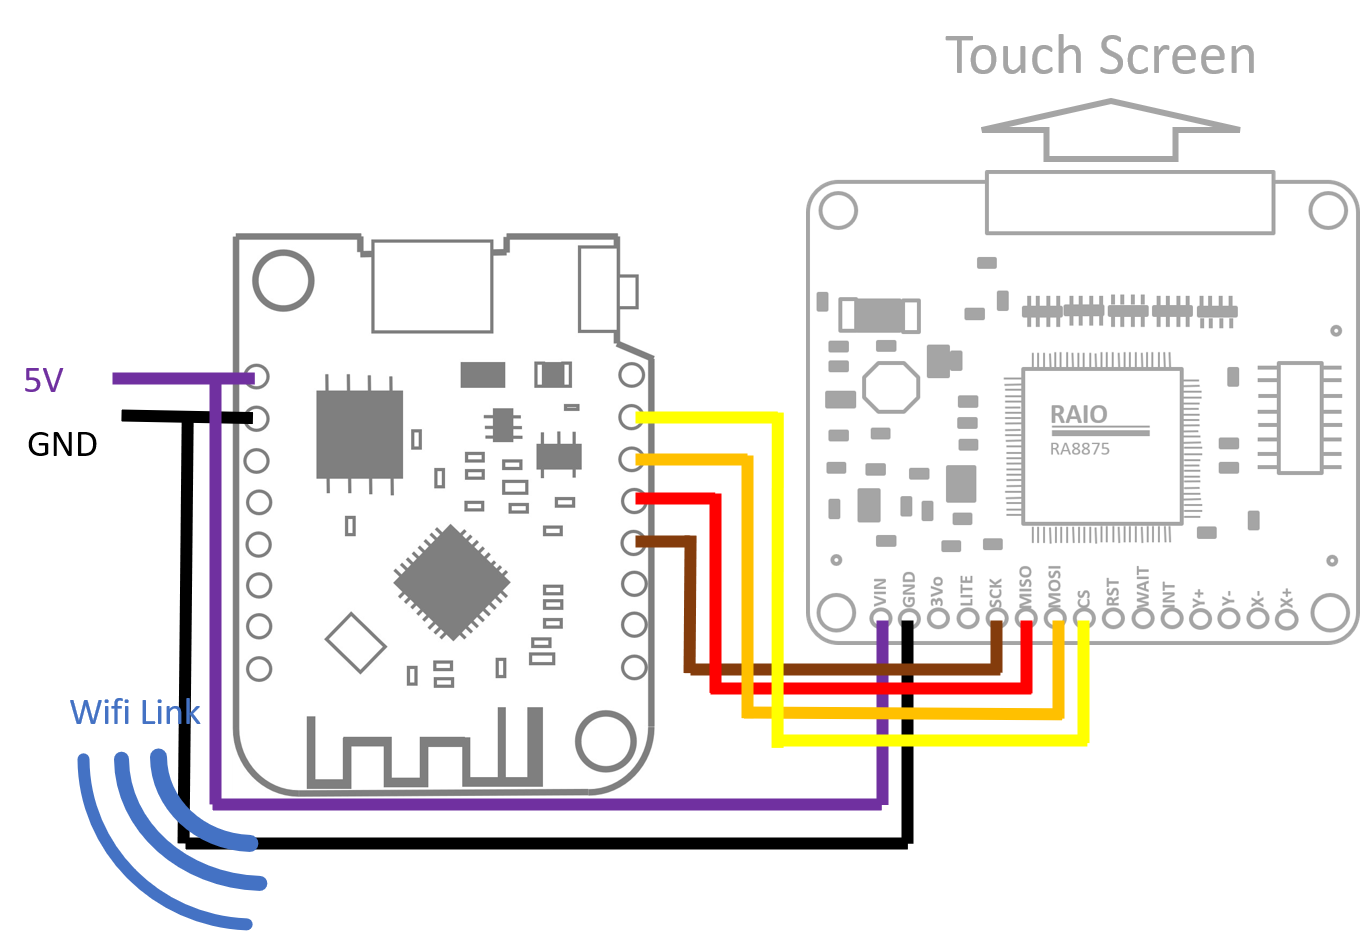 Touch Screen
5V
GND
RAIO
RA8875
VIN
GND
3Vo
LITE
SCK
MISO
MOSI
CS
RST
WAIT
INT
Y+
Y-
X-
X+
Wifi Link